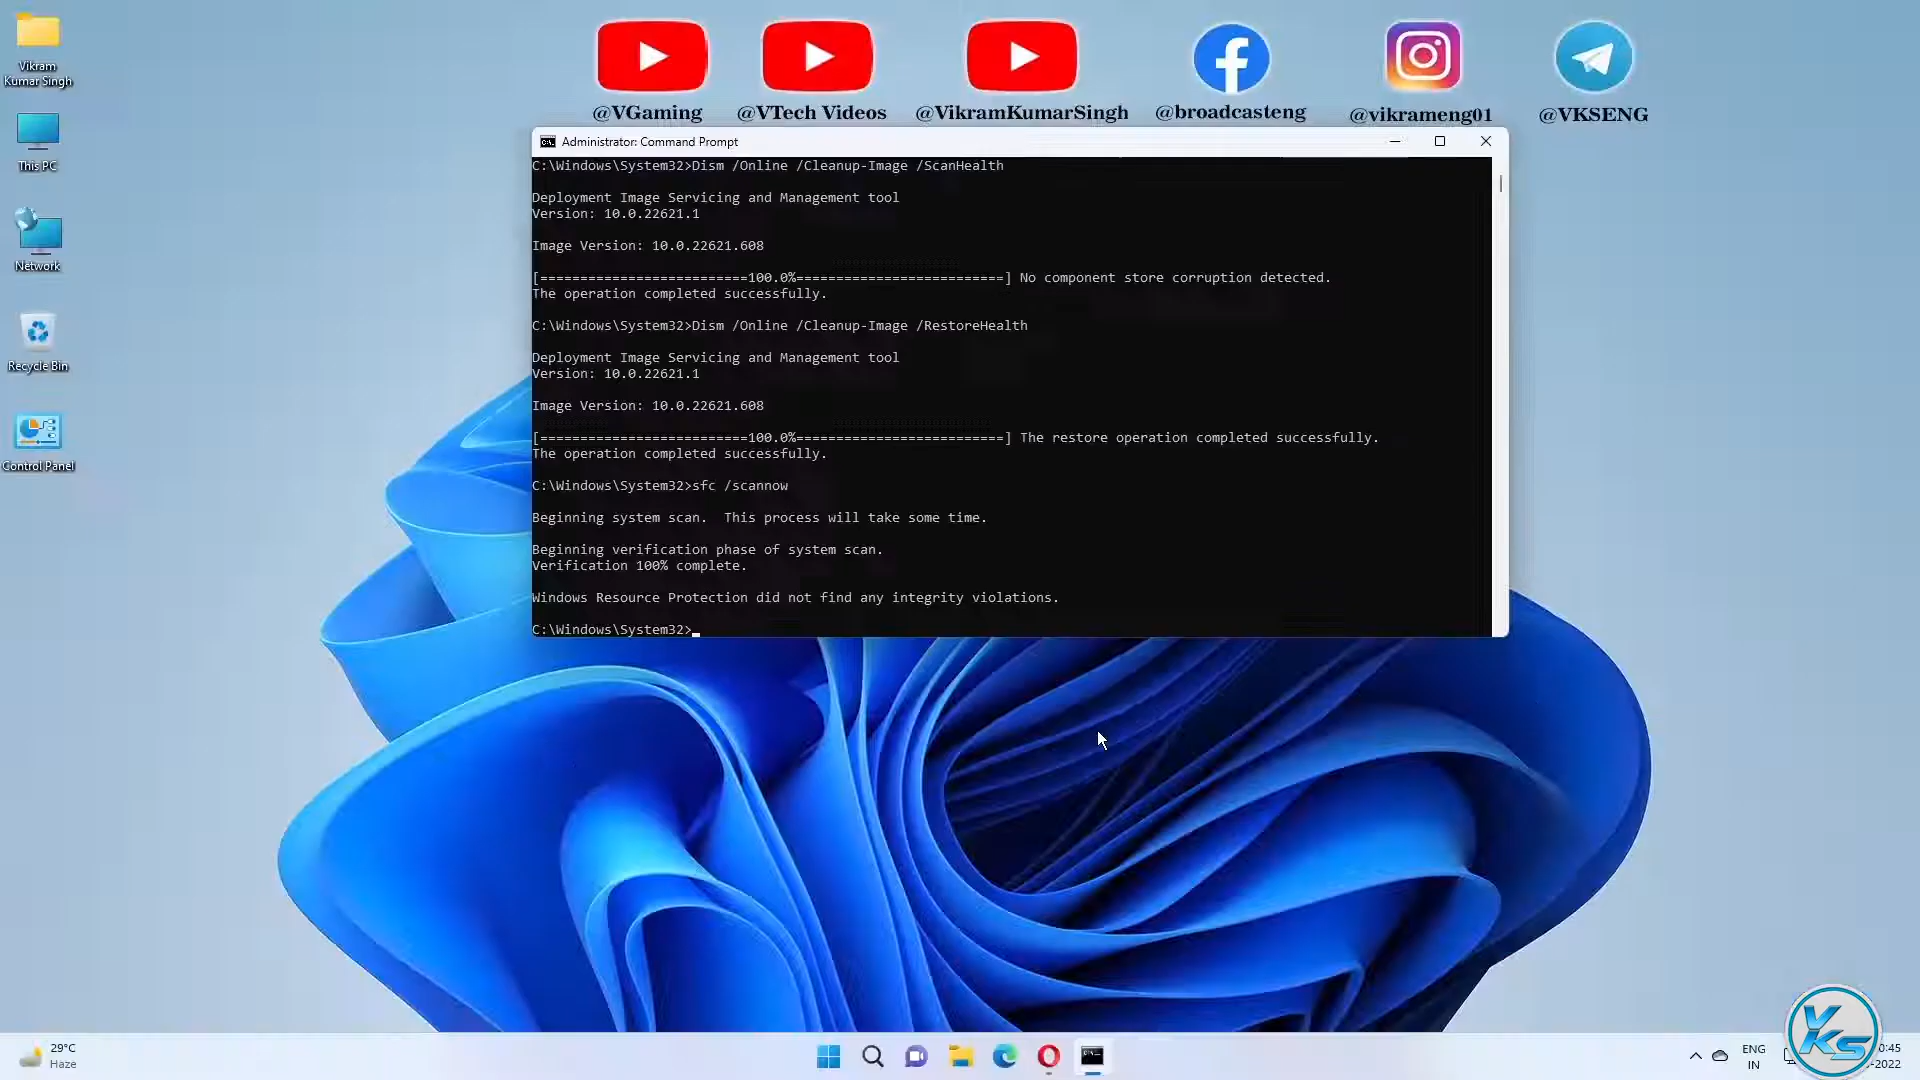 Vikram
Kumar Singh
This PC
Network
Recycle Bin
Control Panel
@VGaming
@VTech Videos
@VikramKumarSingh
@broadcasteng
@vikrameng01
@VKSENG
Administrator: Command Prompt
C:\Windows\System32>Dism /Online /Cleanup-Image /ScanHealth
Deployment Image Servicing and Management tool
Version: 10.0.22621.1
Image Version: 10.0.22621.608
[==========================100.0%==========================] No component store corruption detected.
The operation completed successfully.
C:\Windows\System32>Dism /Online /Cleanup-Image /RestoreHealth
Deployment Image Servicing and Management tool
Version: 10.0.22621.1
Image Version: 10.0.22621.608
[==========================100.0%==========================] The restore operation completed successfully.
The operation completed successfully.
C:\Windows\System32>sfc /scannow
Beginning system scan.  This process will take some time.
Beginning verification phase of system scan.
Verification 100% complete.
Windows Resource Protection did not find any integrity violations.
C:\Windows\System32>
29°C
Haze
ENG
IN
VKS
0:45
-2022